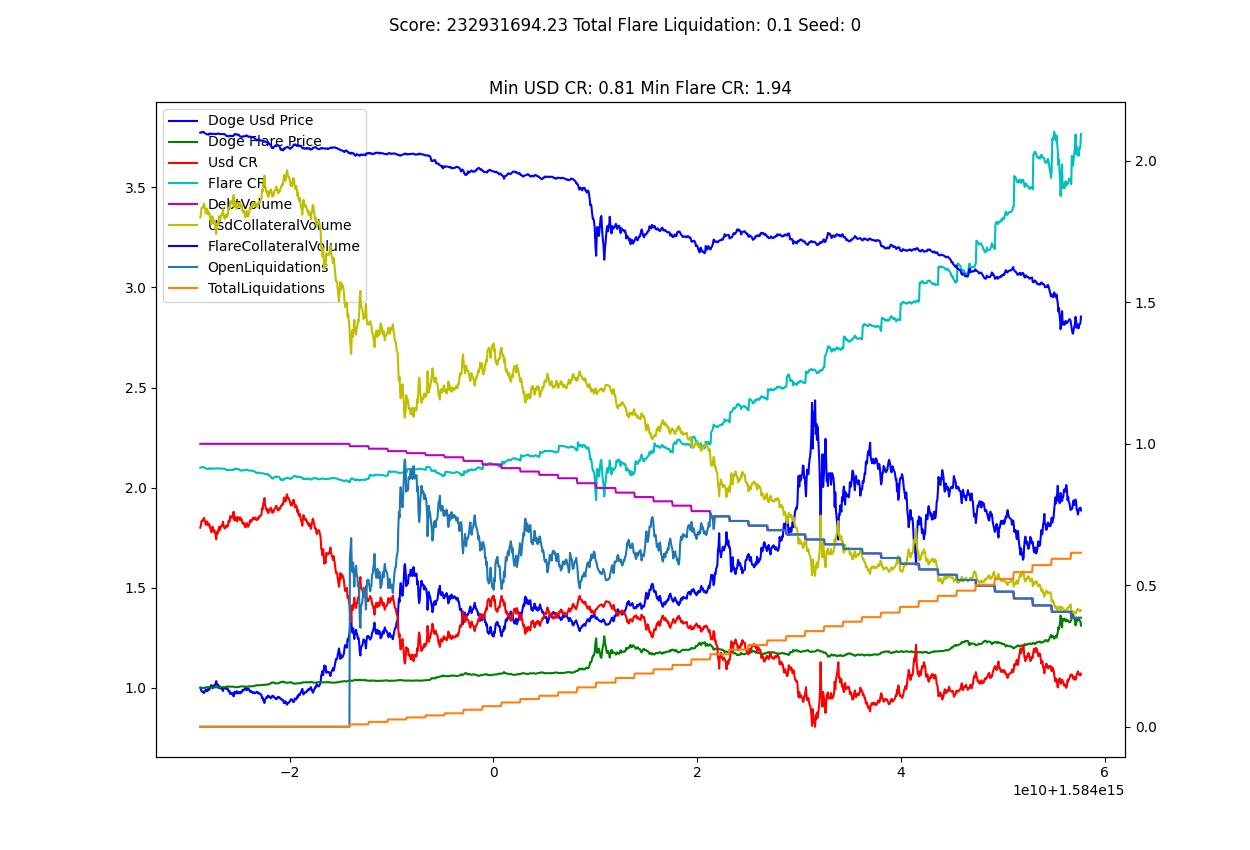 Score: 232931694.23 Total Flare Liquidation: 0.1 Seed: 0
Min USD CR: 0.81 Min Flare CR: 1.94
Doge Usd Price
Doge Flare Price
Usd CR
Flare CR
DebtVolume
UsdCollateralVolume
FlareCollateralVolume
OpenLiquidations
TotalLiquidations
3.5
3.0
2.5
2.0
1.5
1.0
2.0
1.5
1.0
0.5
0.0
−2
0
2
4
6
1e10+1.584e15